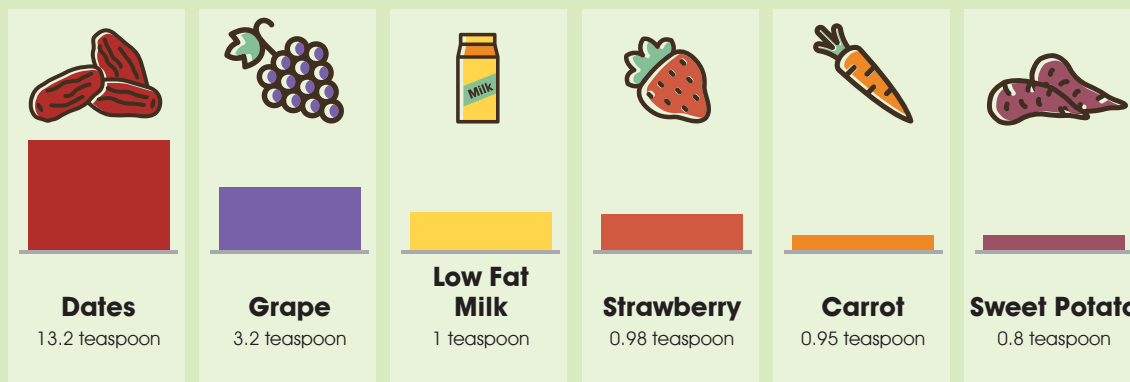 Milk
Dates
13.2 teaspoon
Grape
3.2 teaspoon
Low Fat
Milk
1 teaspoon
Strawberry
0.98 teaspoon
Carrot
0.95 teaspoon
Sweet Potato
0.8 teaspoon